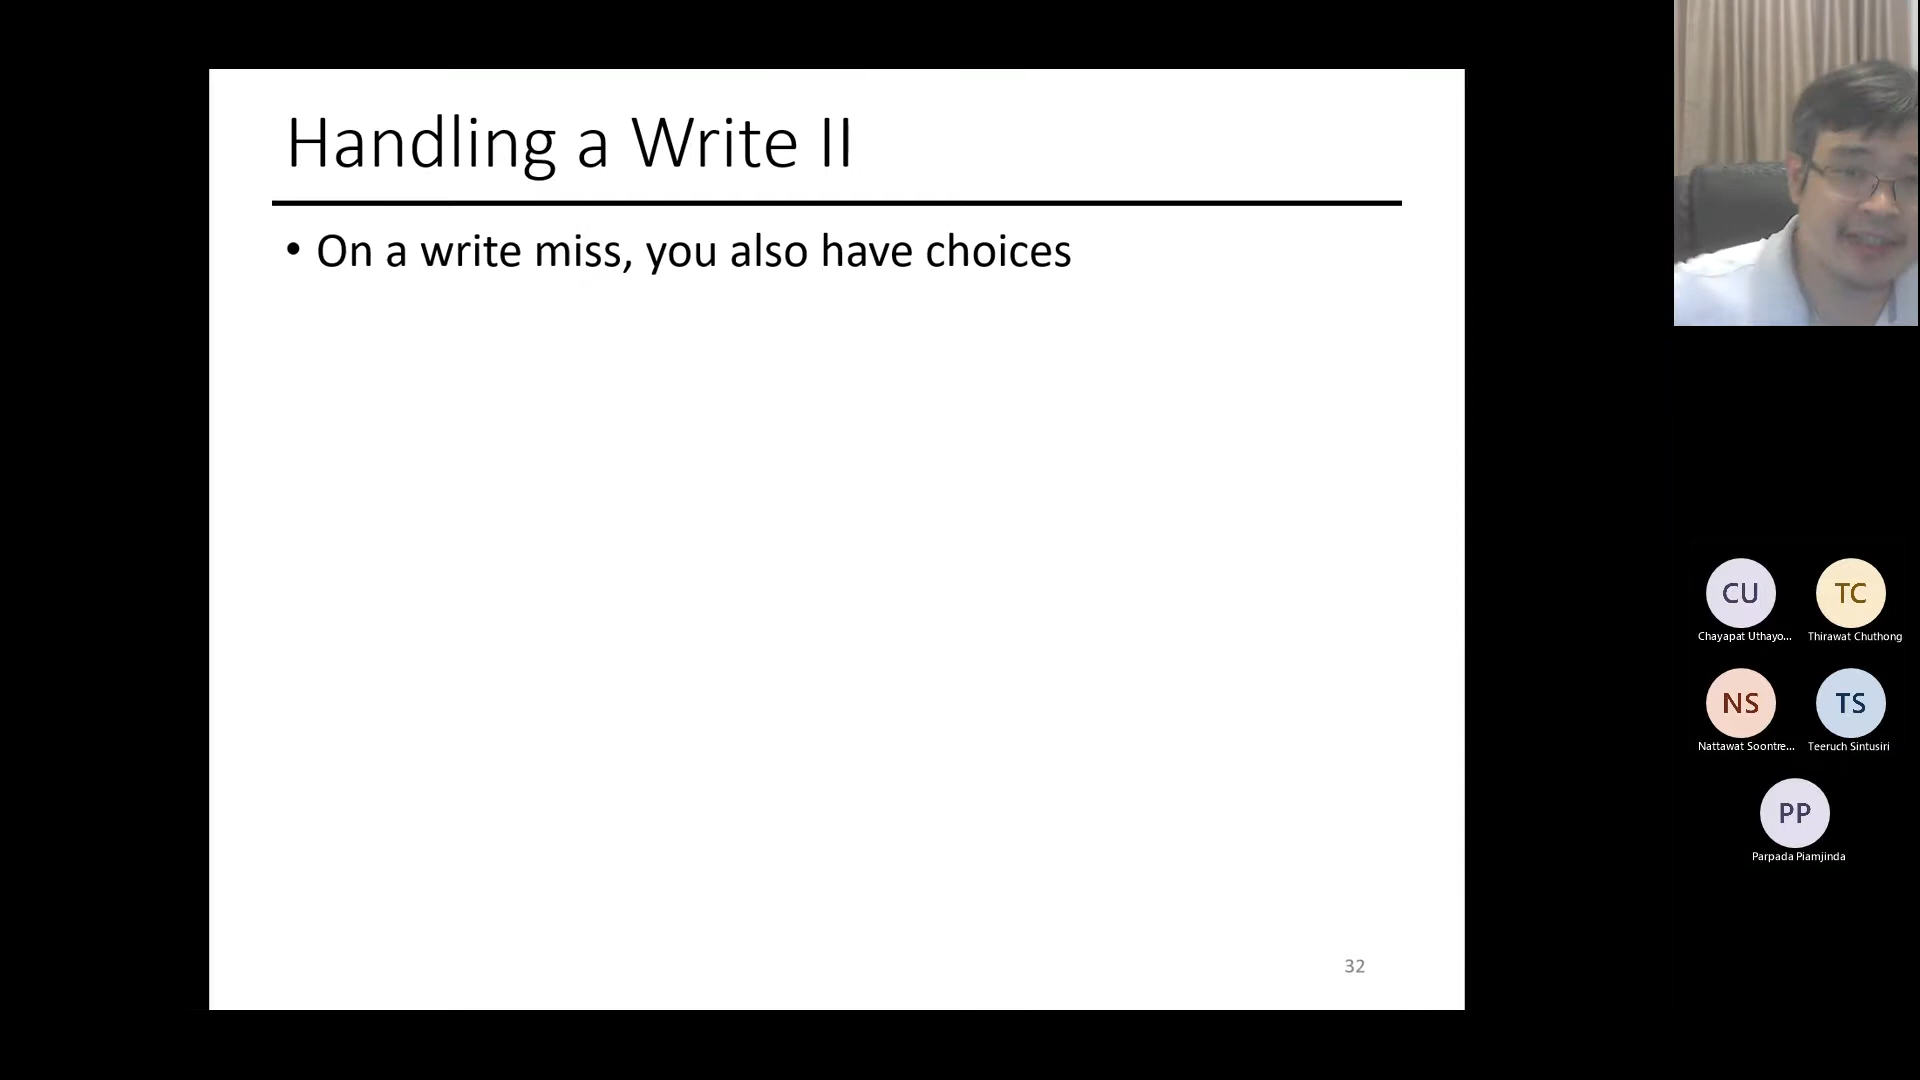 Handling a Write II
• On a write miss, you also have choices
32
CU
TC
Chayapat Uthayo...
Thirawat Chuthong
NS
TS
Nattawat Soontre...
Teeruch Sintusiri
PP
Parpada Piamjinda